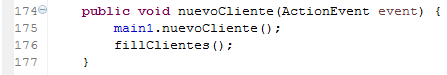 174 public void nuevoCliente(ActionEvent event) {
175 main1.nuevoCliente();
176 fillClientes();
177 }